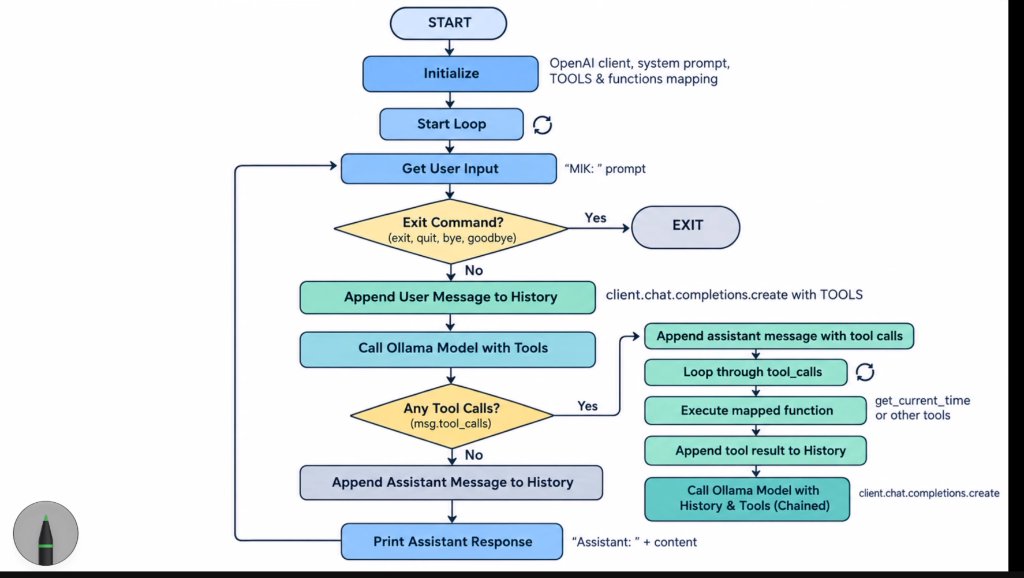 START
Initialize
OpenAI client, system prompt,
TOOLS & functions mapping
Start Loop
Get User Input
“MIK: ” prompt
Exit Command?
(exit, quit, bye, goodbye)
Yes
EXIT
No
Append User Message to History
client.chat.completions.create with TOOLS
Call Ollama Model with Tools
Any Tool Calls?
(msg.tool_calls)
Yes
Append assistant message with tool calls
Loop through tool_calls
Execute mapped function
get_current_time
or other tools
Append tool result to History
Call Ollama Model with
History & Tools (Chained)
client.chat.completions.create
No
Append Assistant Message to History
Print Assistant Response
“Assistant: ” + content